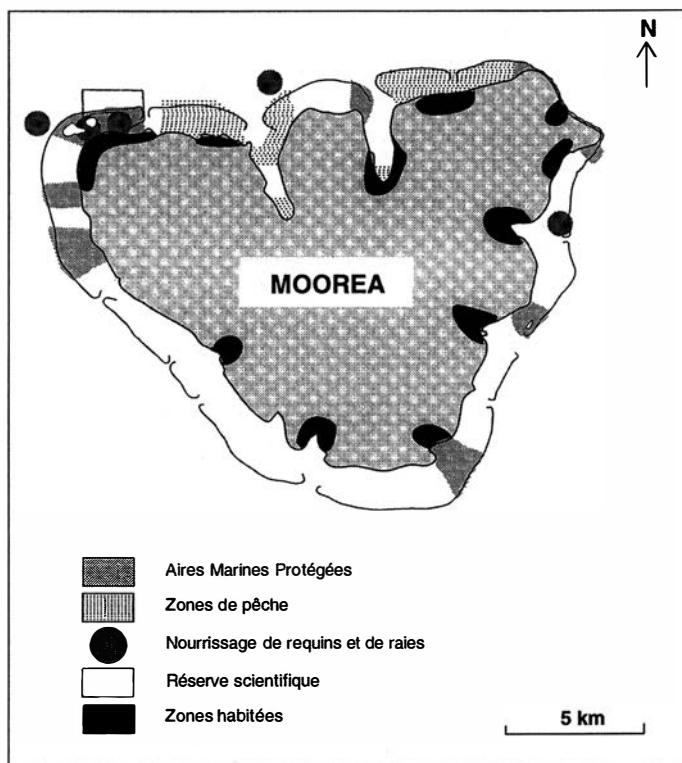 N
MOOREA
Aires Marines Protégées
Zones de pêche
Nourrissage de requins et de raies
Réserve scientifique
Zones habitées
5 km